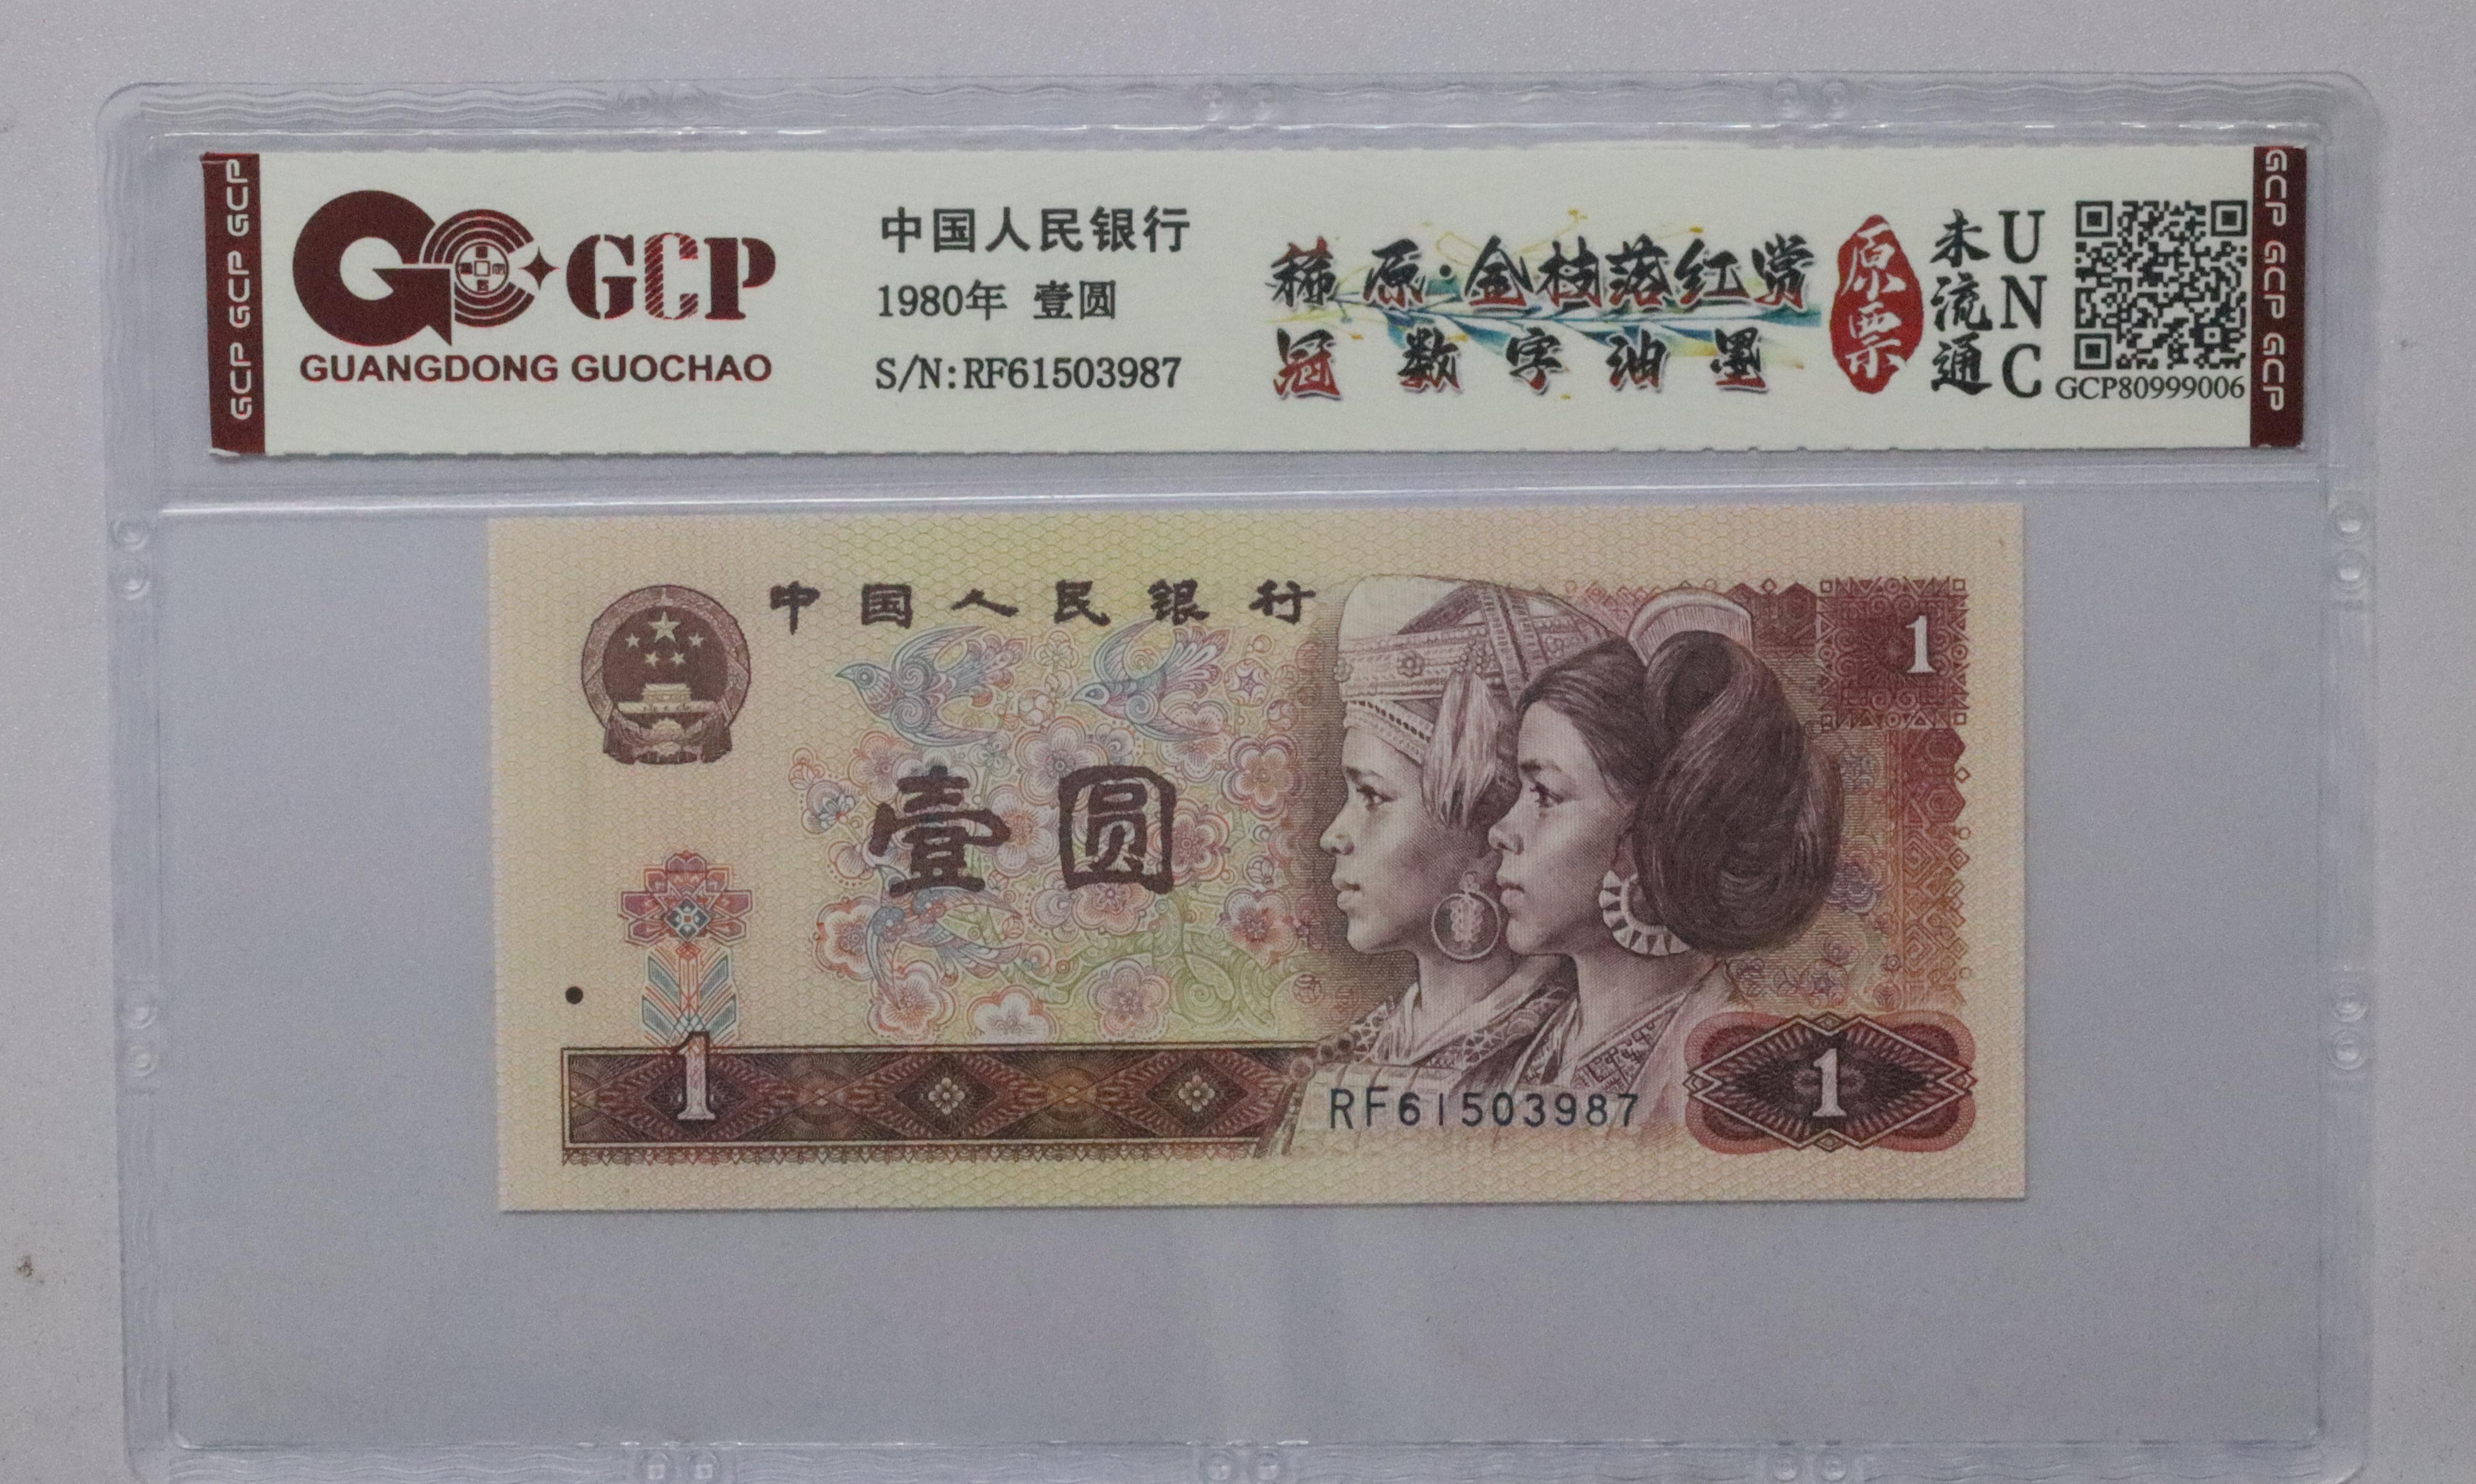 GCP GCP GCP
GCP
GUANGDONG GUOCHAO
中国人民银行
1980年 壹圆
S/N:RF61503987
稀原·金枝落红赏
冠数字油墨
原票
未流通
UNC
GCP80999006
GCP GCP GCP
中国人民银行
1
壹圆
1
RF61503987
1